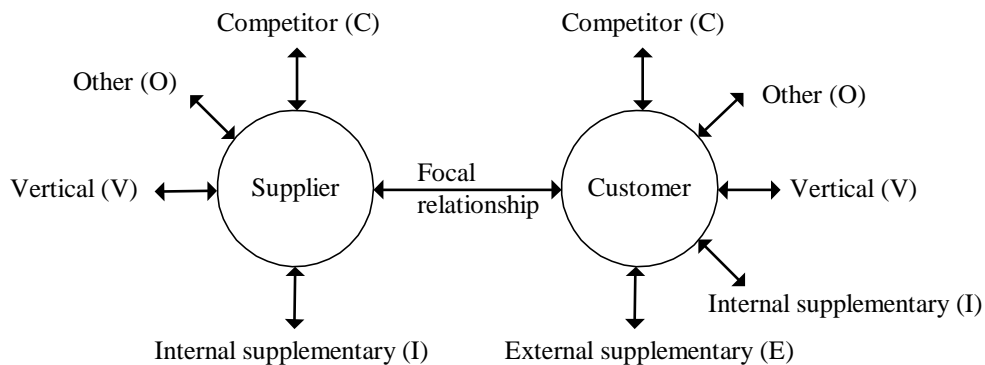 Competitor (C)
Competitor (C)
Other (O)
Other (O)
Vertical (V)
Supplier
Focal
relationship
Customer
Vertical (V)
Internal supplementary (I)
Internal supplementary (I)
External supplementary (E)